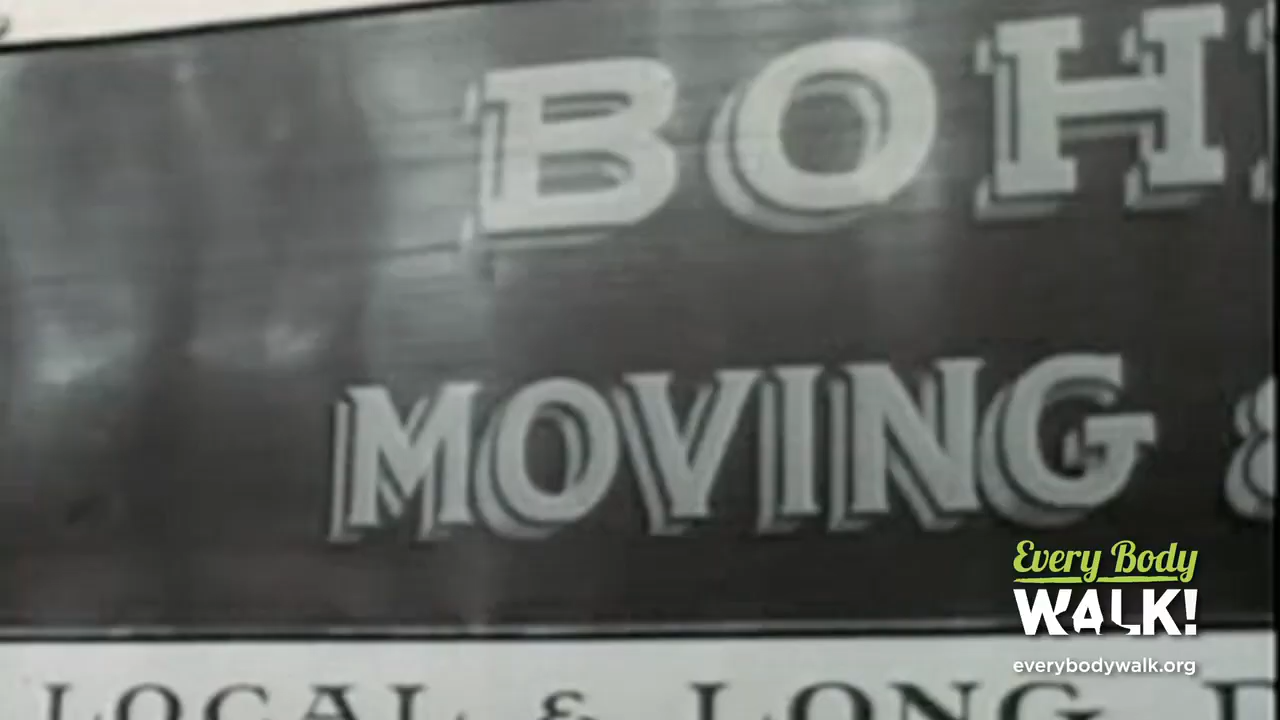 BOH
MOVING &
LOCAL & LONG D
Every Body
WALK!
everybodywalk.org